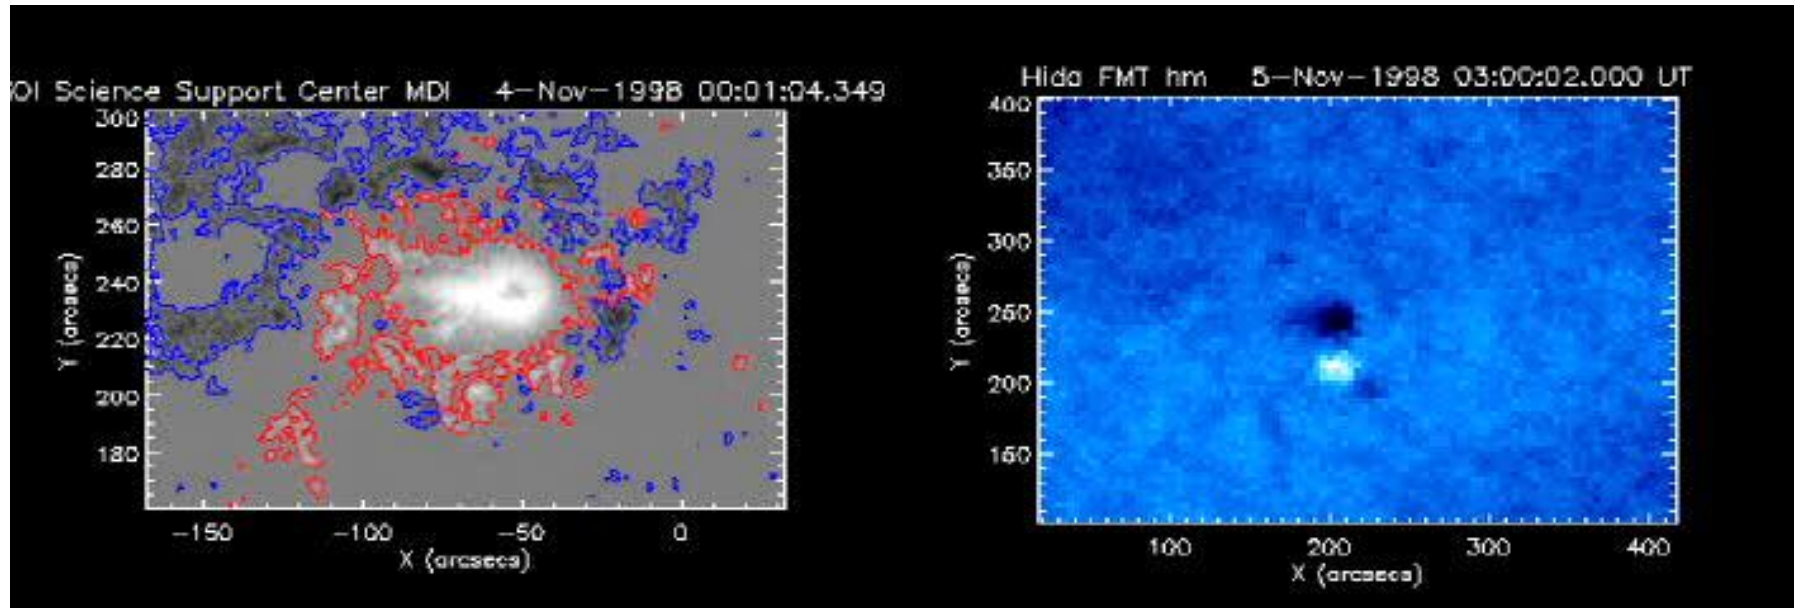 OI Science Support Center MDI 4-Nov-1998 00:01:04.349
300
280
260
240
220
200
180
Y (arcsecs)
-150 -100 -50 0
X (arcsecs)
Hida FMT hm 5-Nov-1998 03:00:02.000 UT
400
350
300
250
200
150
Y (arcsecs)
100 200 300 400
X (arcsecs)